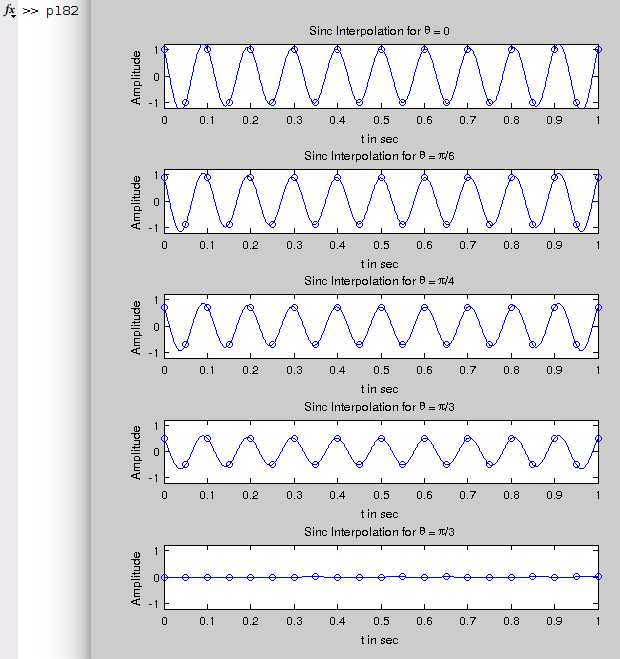 fx >> p182
Sinc Interpolation for θ = 0
Amplitude
1
0
-1
0 0.1 0.2 0.3 0.4 0.5 0.6 0.7 0.8 0.9 1
t in sec
Sinc Interpolation for θ = π/6
Amplitude
1
0
-1
0 0.1 0.2 0.3 0.4 0.5 0.6 0.7 0.8 0.9 1
t in sec
Sinc Interpolation for θ = π/4
Amplitude
1
0
-1
0 0.1 0.2 0.3 0.4 0.5 0.6 0.7 0.8 0.9 1
t in sec
Sinc Interpolation for θ = π/3
Amplitude
1
0
-1
0 0.1 0.2 0.3 0.4 0.5 0.6 0.7 0.8 0.9 1
t in sec
Sinc Interpolation for θ = π/3
Amplitude
1
0
-1
0 0.1 0.2 0.3 0.4 0.5 0.6 0.7 0.8 0.9 1
t in sec